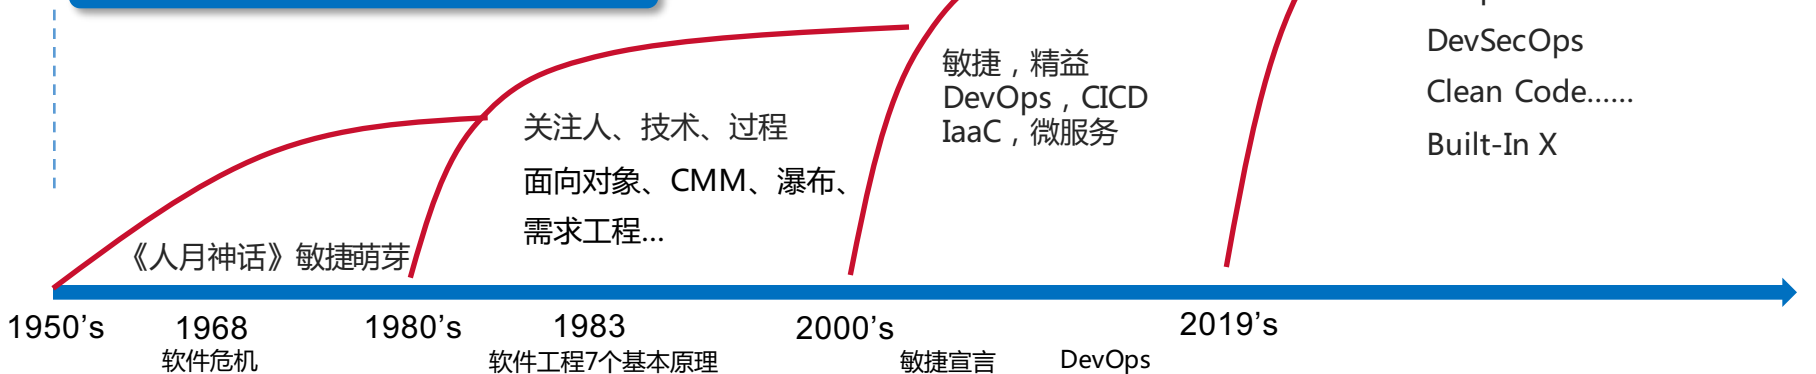 DevSecOps
Clean Code......
Built-In X
敏捷，精益
DevOps，CICD
IaaC，微服务
关注人、技术、过程
面向对象、CMM、瀑布、
需求工程...
《人月神话》敏捷萌芽
1950's
1968
1980's
1983
2000's
2019's
软件危机
软件工程7个基本原理
敏捷宣言
DevOps